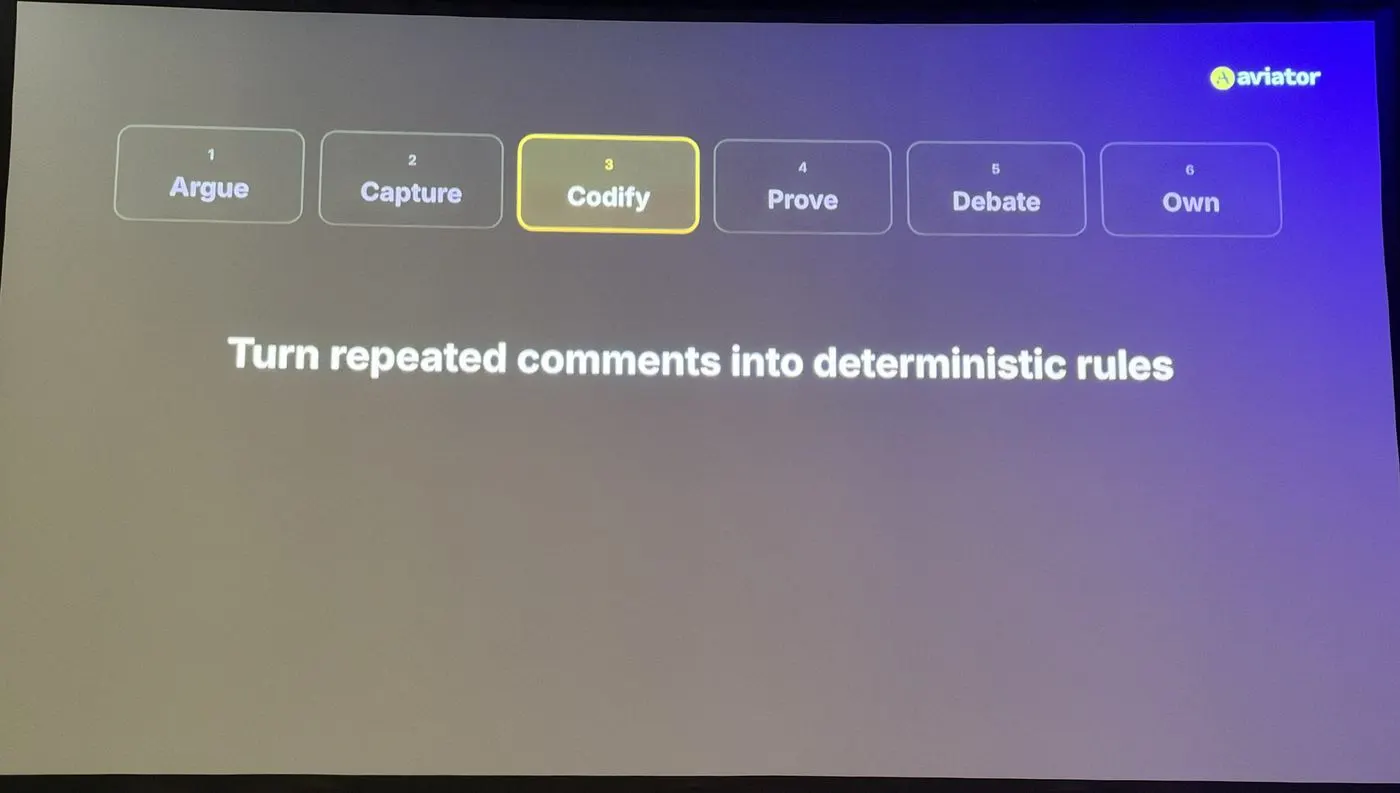 aviator
1
Argue
2
Capture
3
Codify
4
Prove
5
Debate
6
Own
Turn repeated comments into deterministic rules